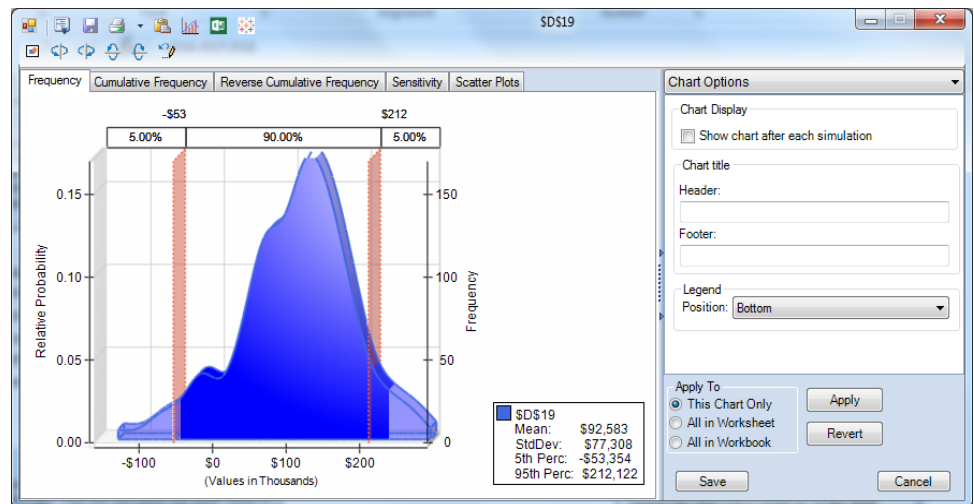 $D$19
Frequency Cumulative Frequency Reverse Cumulative Frequency Sensitivity Scatter Plots
-$53 $212
5.00% 90.00% 5.00%
0.15 150
0.10 100
0.05 50
0.00 0
Relative Probability
Frequency
-$100 $0 $100 $200
(Values in Thousands)
$D$19
Mean: $92,583
StdDev: $77,308
5th Perc: -$53,354
95th Perc: $212,122
Chart Options
Chart Display
Show chart after each simulation
Chart title
Header:
Footer:
Legend
Position: Bottom
Apply To
This Chart Only
All in Worksheet
All in Workbook
Apply
Revert
Save Cancel